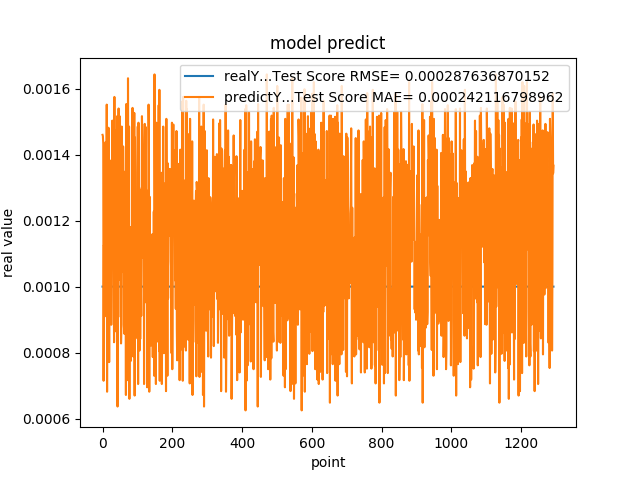 model predict
realY...Test Score RMSE= 0.000287636870152
predictY...Test Score MAE= 0.000242116798962
0.0016
0.0014
0.0012
0.0010
0.0008
0.0006
real value
0 200 400 600 800 1000 1200
point